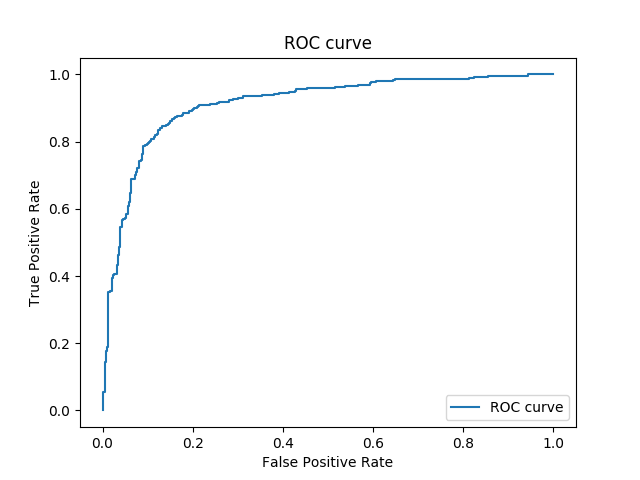 ROC curve
True Positive Rate
1.0
0.8
0.6
0.4
0.2
0.0
0.0 0.2 0.4 0.6 0.8 1.0
False Positive Rate
ROC curve